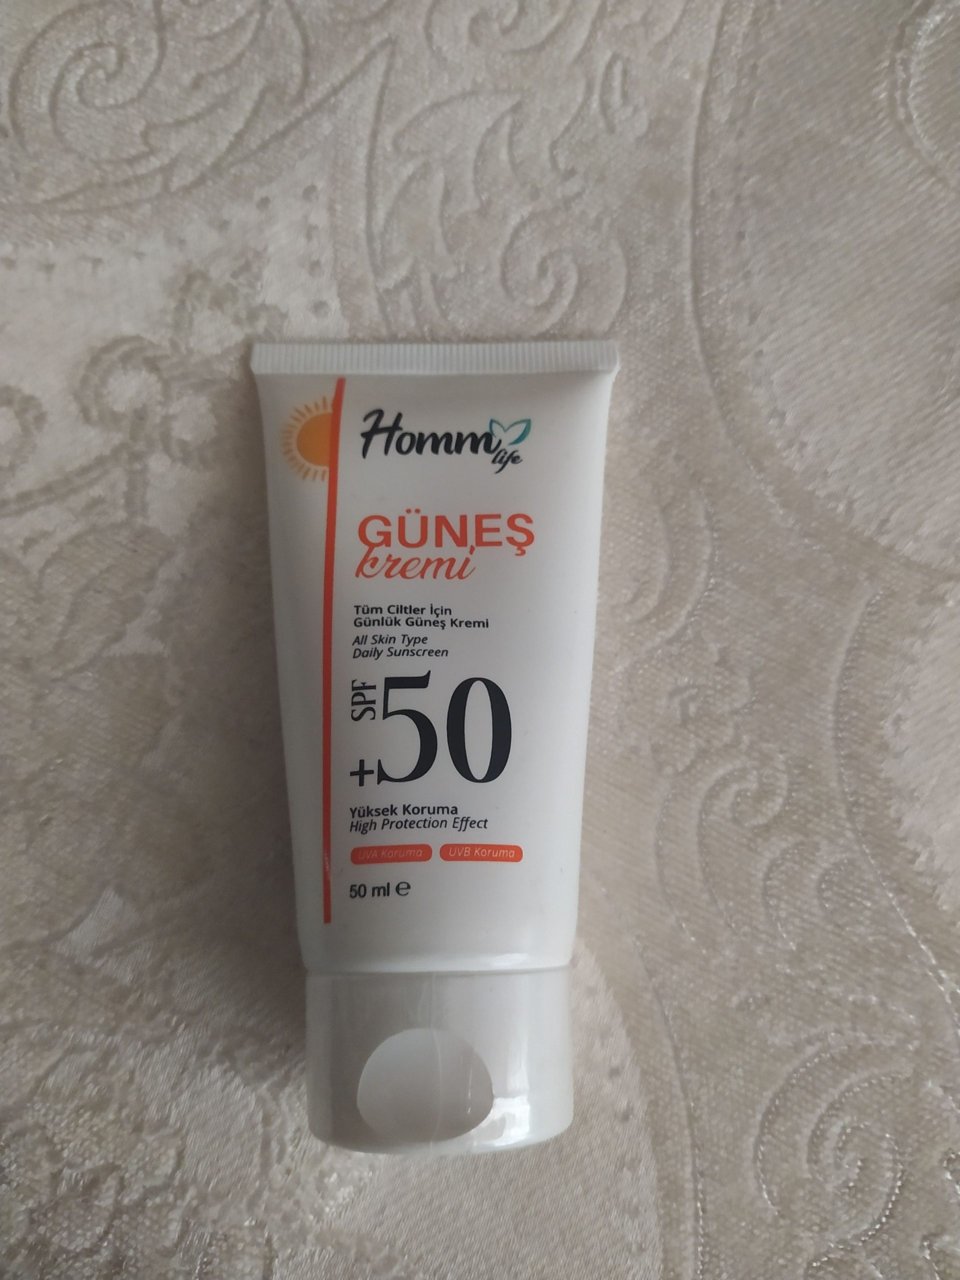 Homm
life
GÜNEŞ
kremi
Tüm Ciltler İçin
Günlük Güneş Kremi
All Skin Type
Daily Sunscreen
SPF
+50
Yüksek Koruma
High Protection Effect
UVA Koruma UVB Koruma
50 ml ℮